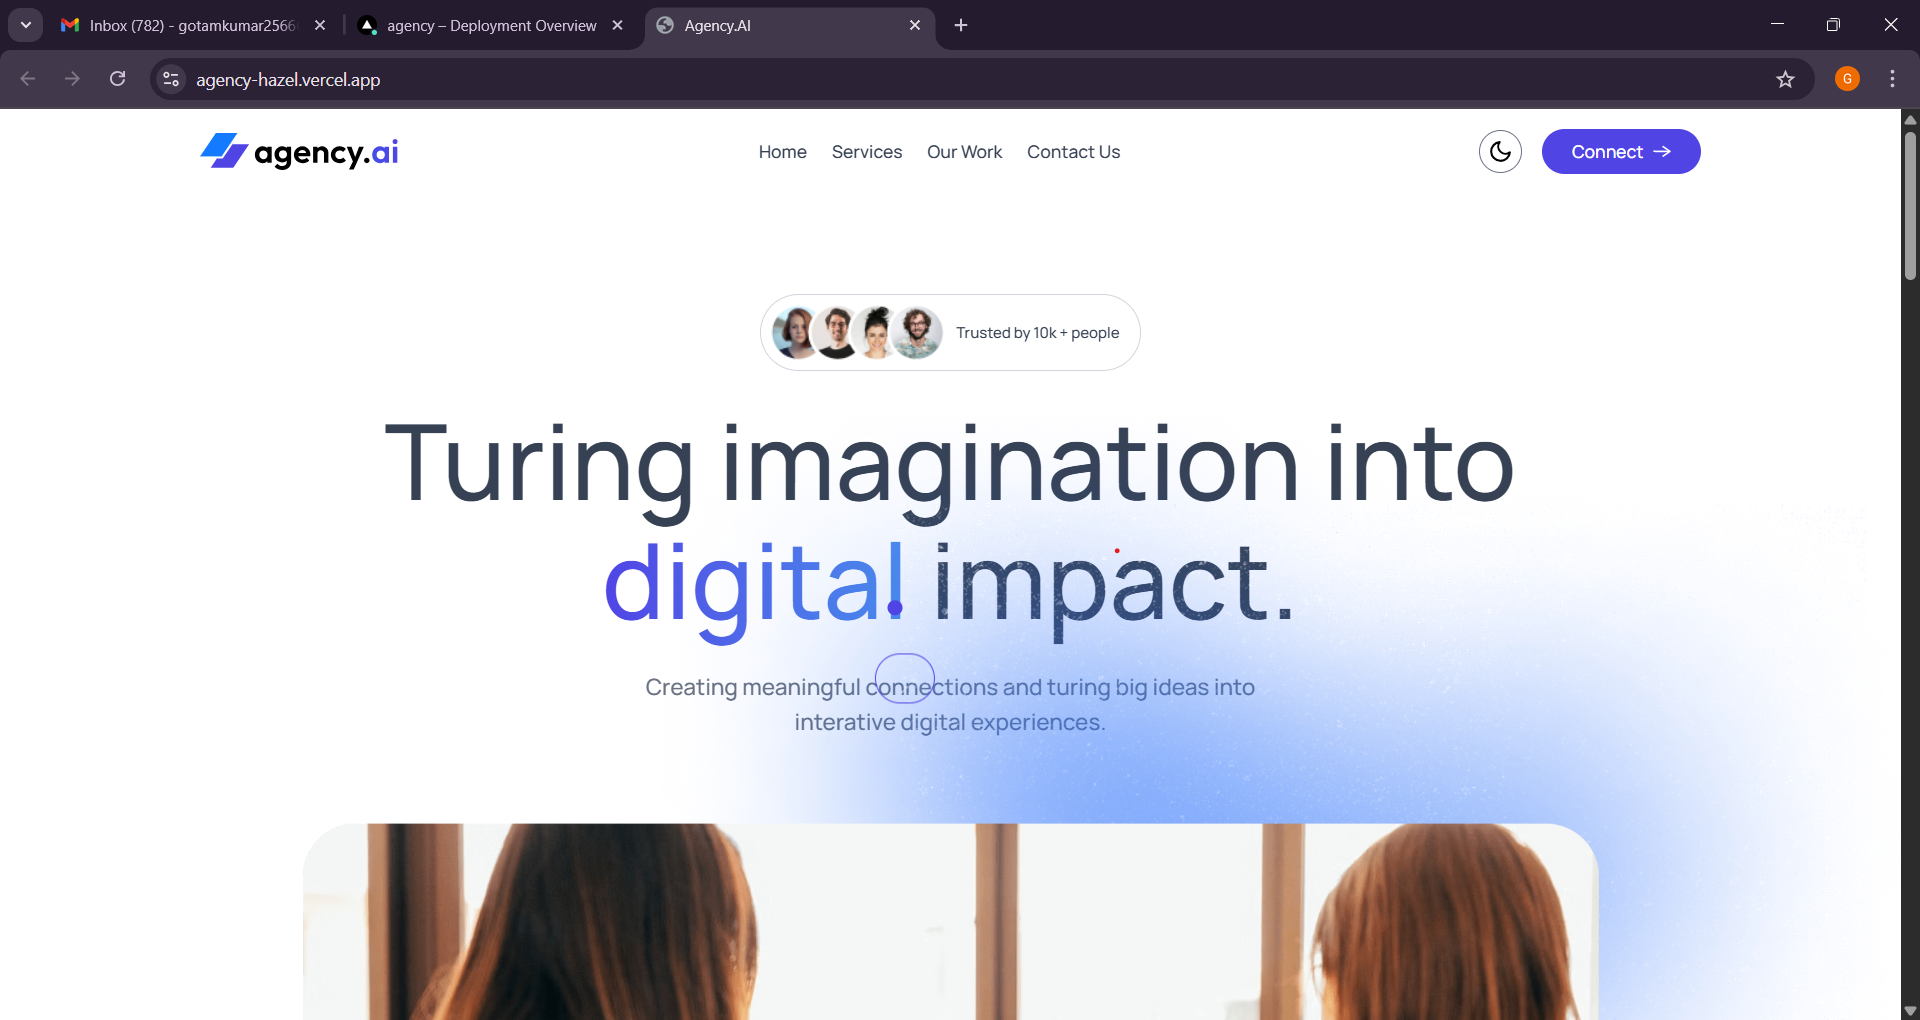 Inbox (782) - gotamkumar2566
agency – Deployment Overview
Agency.AI
agency-hazel.vercel.app
G
agency.ai
Home
Services
Our Work
Contact Us
Connect
Trusted by 10k + people
Turing imagination into
digital impact.
Creating meaningful connections and turing big ideas into
interative digital experiences.